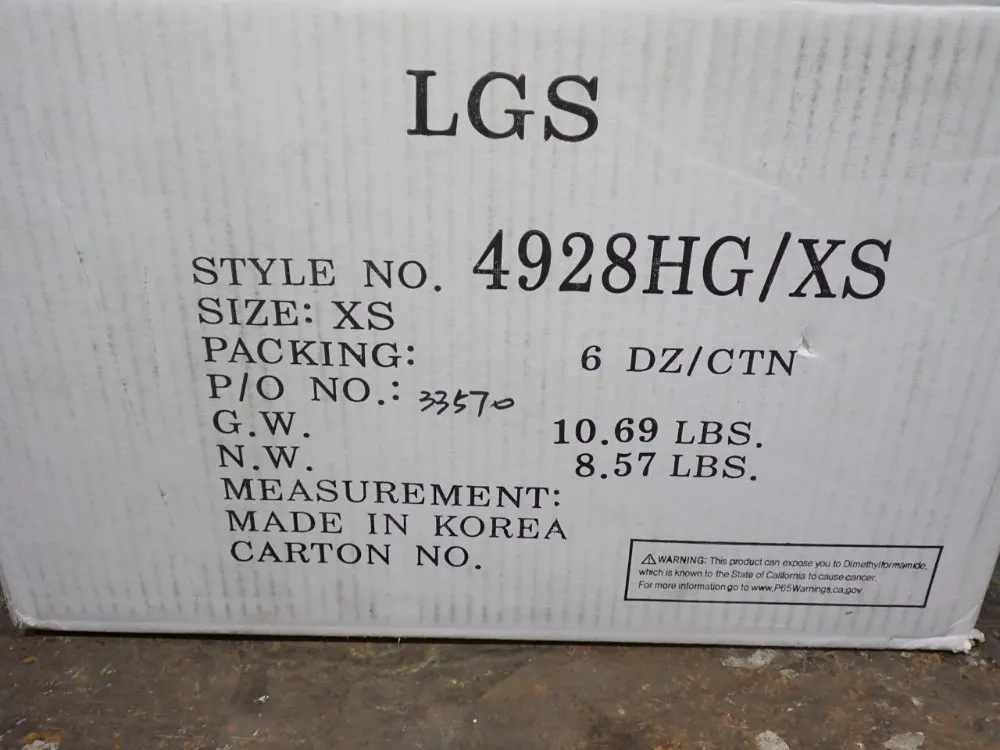 LGS
STYLE NO. 4928HG/XS
SIZE: XS
PACKING: 6 DZ/CTN
P/O NO.: 33570
G.W. 10.69 LBS.
N.W. 8.57 LBS.
MEASUREMENT:
MADE IN KOREA
CARTON NO.
⚠ WARNING: This product can expose you to Dimethylformamide,
which is known to the State of California to cause cancer.
For more information go to www.P65Warnings.ca.gov